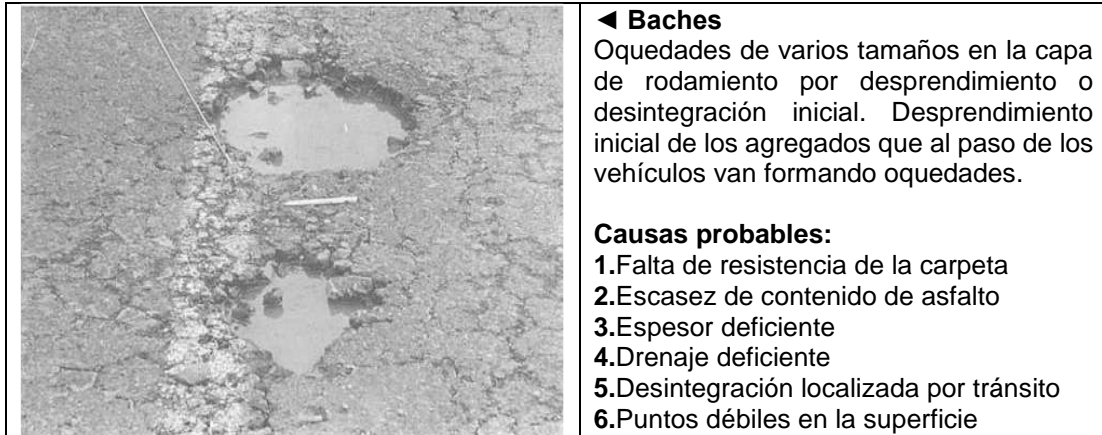 ◄ Baches
Oquedades de varios tamaños en la capa
de rodamiento por desprendimiento o
desintegración inicial. Desprendimiento
inicial de los agregados que al paso de los
vehículos van formando oquedades.
Causas probables:
1.Falta de resistencia de la carpeta
2.Escasez de contenido de asfalto
3.Espesor deficiente
4.Drenaje deficiente
5.Desintegración localizada por tránsito
6.Puntos débiles en la superficie